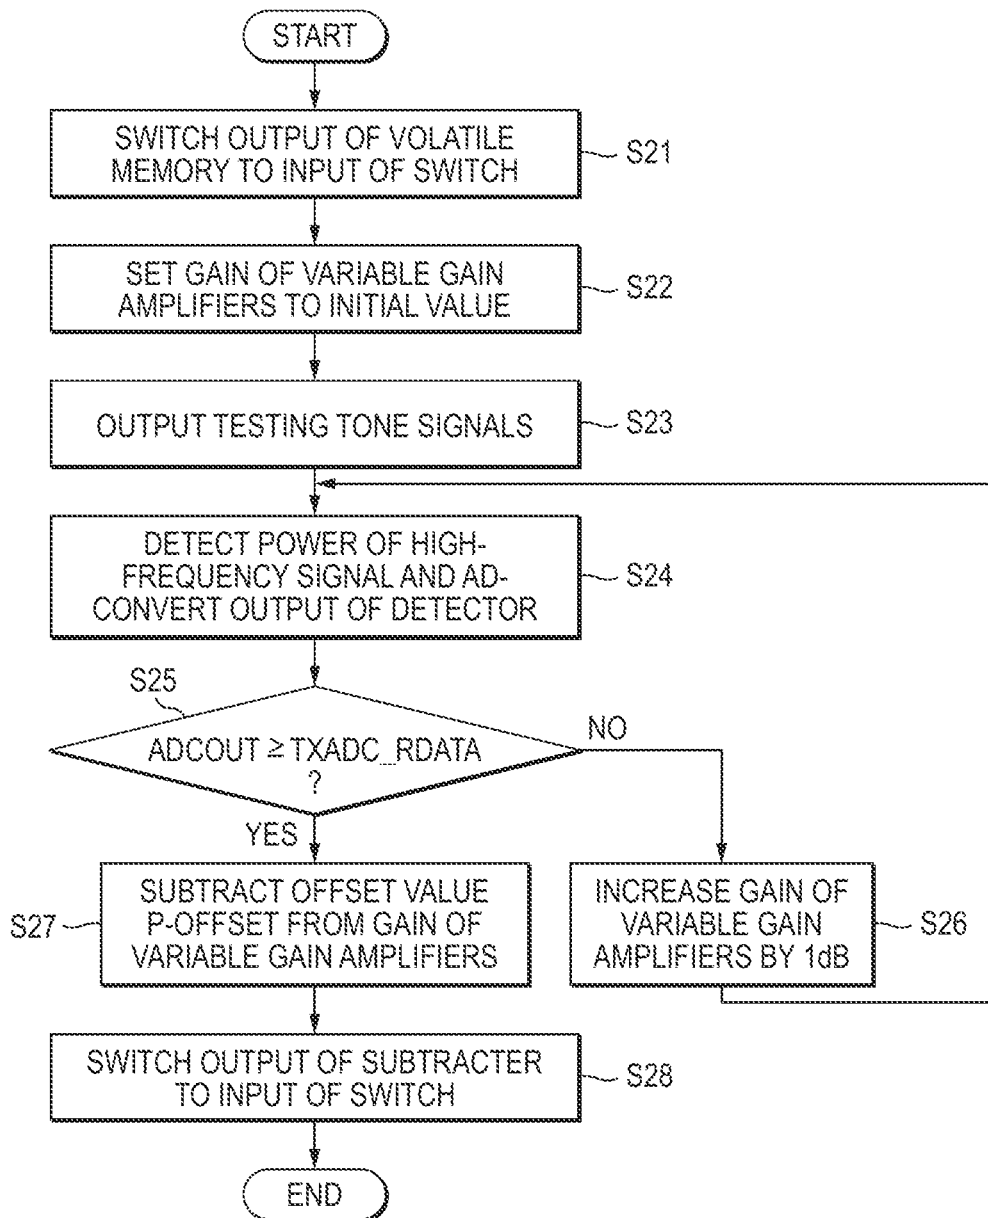 START
SWITCH OUTPUT OF VOLATILE
MEMORY TO INPUT OF SWITCH
S21
SET GAIN OF VARIABLE GAIN
AMPLIFIERS TO INITIAL VALUE
S22
OUTPUT TESTING TONE SIGNALS
S23
DETECT POWER OF HIGH-
FREQUENCY SIGNAL AND AD-
CONVERT OUTPUT OF DETECTOR
S24
S25
ADCOUT ≥ TXADC_RDATA
?
NO
YES
SUBTRACT OFFSET VALUE
P-OFFSET FROM GAIN OF
VARIABLE GAIN AMPLIFIERS
S27
INCREASE GAIN OF
VARIABLE GAIN
AMPLIFIERS BY 1dB
S26
SWITCH OUTPUT OF SUBTRACTER
TO INPUT OF SWITCH
S28
END